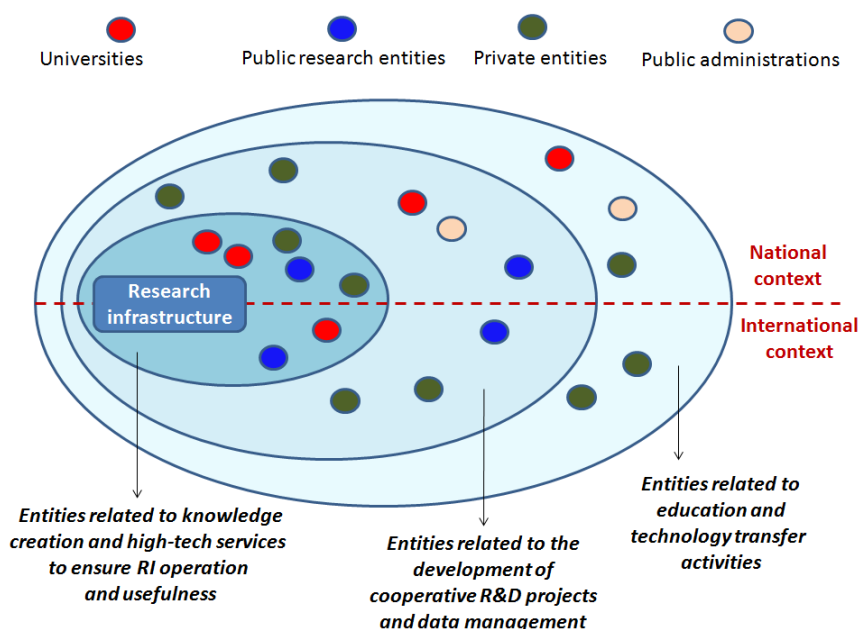 Universities
Public research entities
Private entities
Public administrations
National
context
Research
infrastructure
International
context
Entities related to knowledge
creation and high-tech services
to ensure RI operation
and usefulness
Entities related to the
development of
cooperative R&D projects
and data management
Entities related to
education and
technology transfer
activities